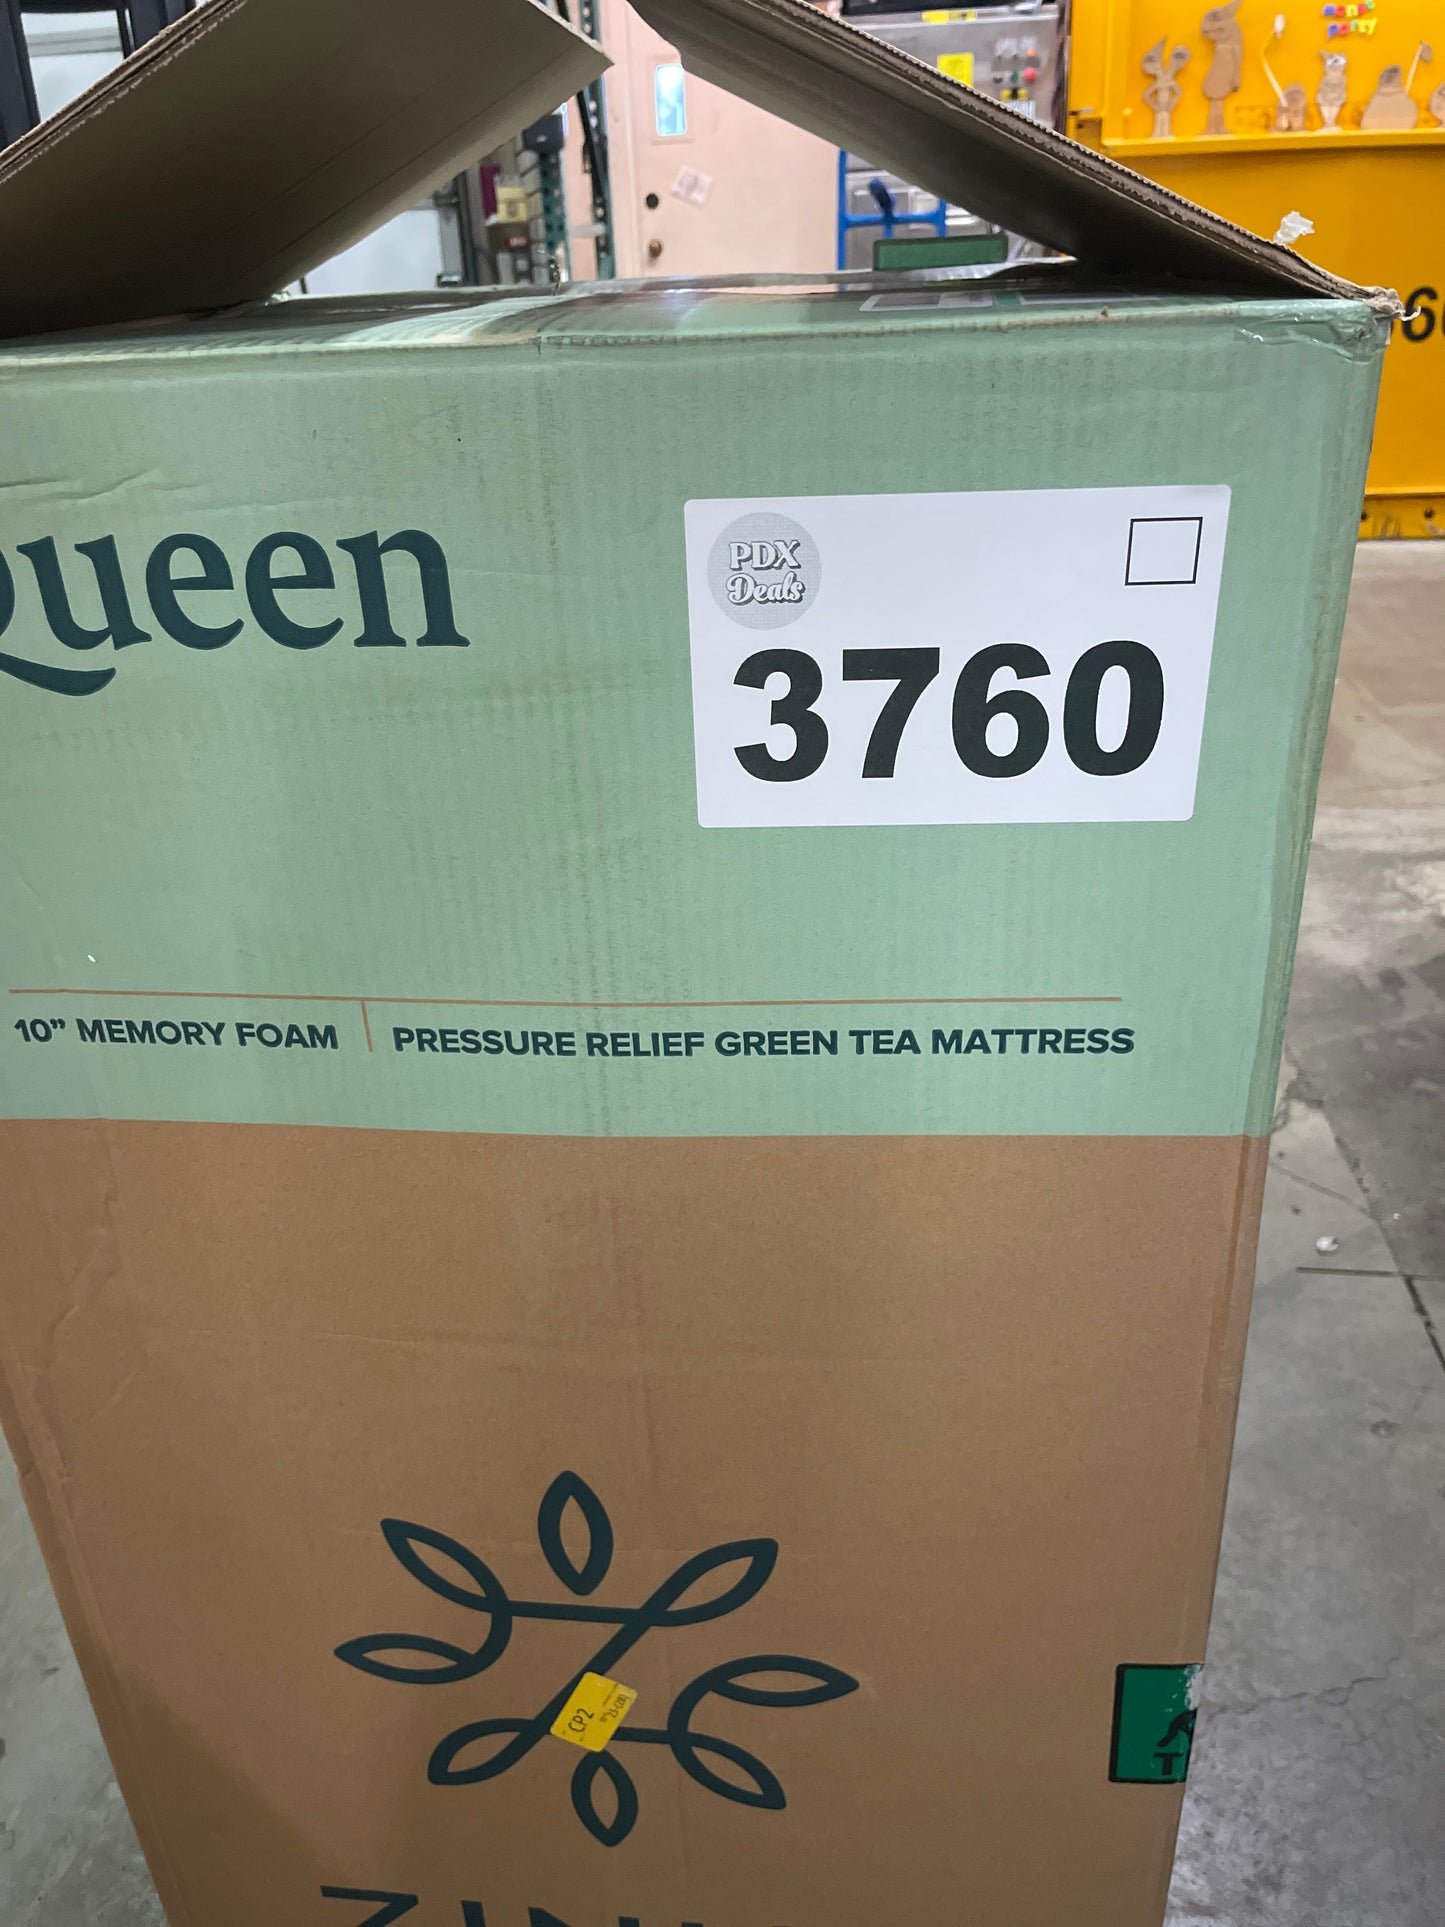 PDX
Deals
3760
Queen
10” MEMORY FOAM
PRESSURE RELIEF GREEN TEA MATTRESS
CP2